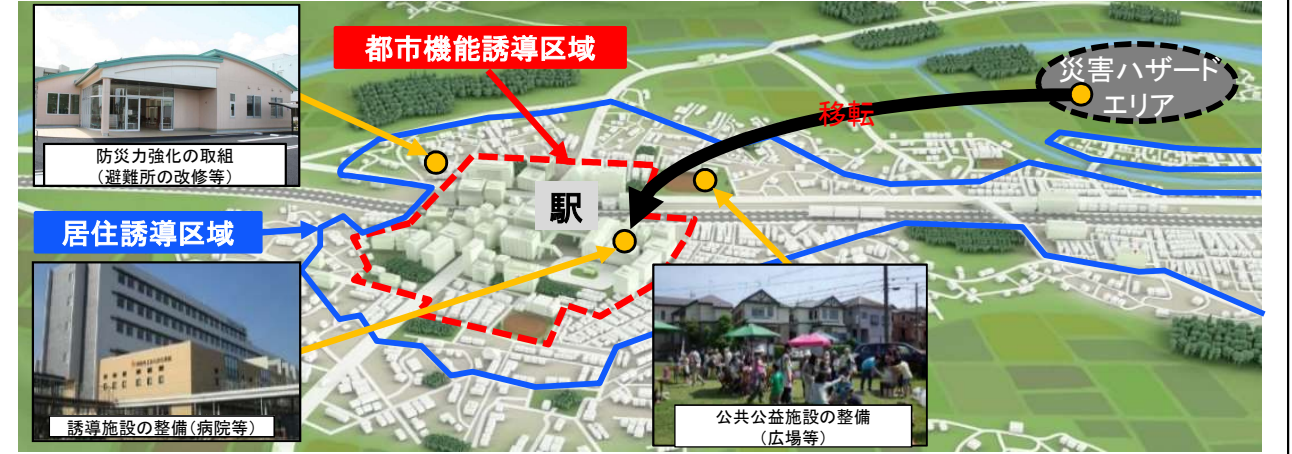 都市機能誘導区域
災害ハザード
エリア
移転
防災力強化の取組
（避難所の改修等）
駅
居住誘導区域
誘導施設の整備（病院等）
公共公益施設の整備
（広場等）